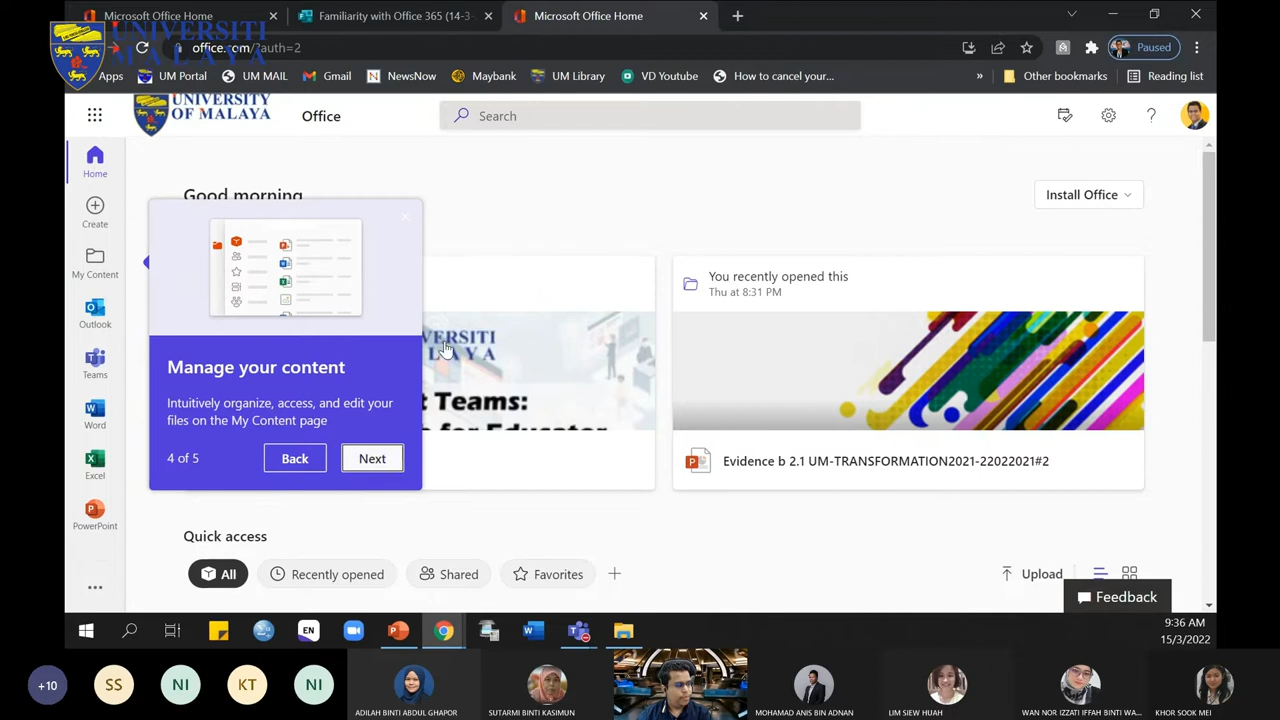 Microsoft Office Home
Familiarity with Office 365 (14-3-
Microsoft Office Home
UNIVERSITI
MALAYA
office.com/?auth=2
Paused
Apps
UM Portal
UM MAIL
Gmail
NewsNow
Maybank
UM Library
VD Youtube
How to cancel your...
»
Other bookmarks
Reading list
UNIVERSITY
OF MALAYA
Office
Search
Home
Create
My Content
Outlook
Teams
Word
Excel
PowerPoint
Good morning
Install Office
Manage your content
Intuitively organize, access, and edit your
files on the My Content page
4 of 5
Back
Next
t Teams:
for Educator
You recently opened this
Thu at 8:31 PM
Evidence b 2.1 UM-TRANSFORMATION2021-22022021#2
Quick access
All
Recently opened
Shared
Favorites
Upload
Feedback
EN
9:36 AM
15/3/2022
+10
SS
NI
KT
NI
ADILAH BINTI ABDUL GHAPOR
SUTARMI BINTI KASIMUN
MOHAMAD ANIS BIN ADNAN
LIM SIEW HUAH
WAN NOR IZZATI IFFAH BINTI WA...
KHOR SOOK MEI